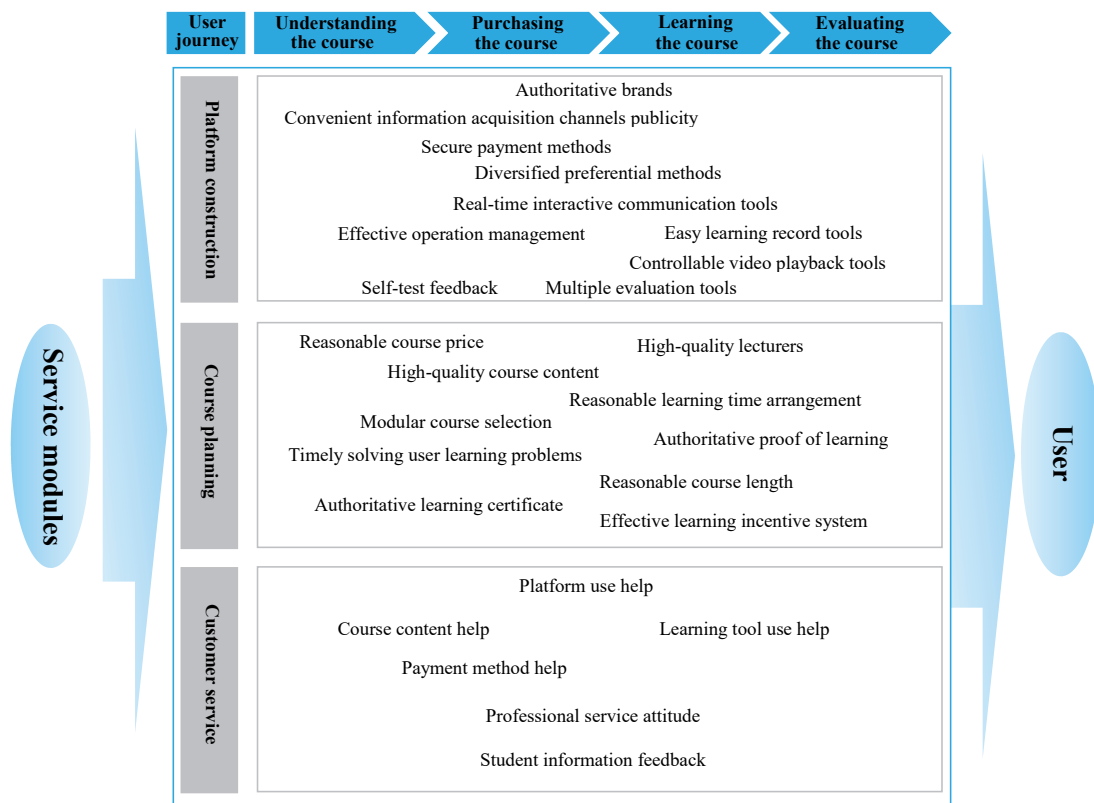 User
journey
Understanding
the course
Purchasing
the course
Learning
the course
Evaluating
the course
Service modules
Platform construction
Authoritative brands
Convenient information acquisition channels publicity
Secure payment methods
Diversified preferential methods
Real-time interactive communication tools
Effective operation management
Easy learning record tools
Controllable video playback tools
Self-test feedback
Multiple evaluation tools
Course planning
Reasonable course price
High-quality lecturers
High-quality course content
Reasonable learning time arrangement
Modular course selection
Authoritative proof of learning
Timely solving user learning problems
Reasonable course length
Authoritative learning certificate
Effective learning incentive system
Customer service
Platform use help
Course content help
Learning tool use help
Payment method help
Professional service attitude
Student information feedback
User